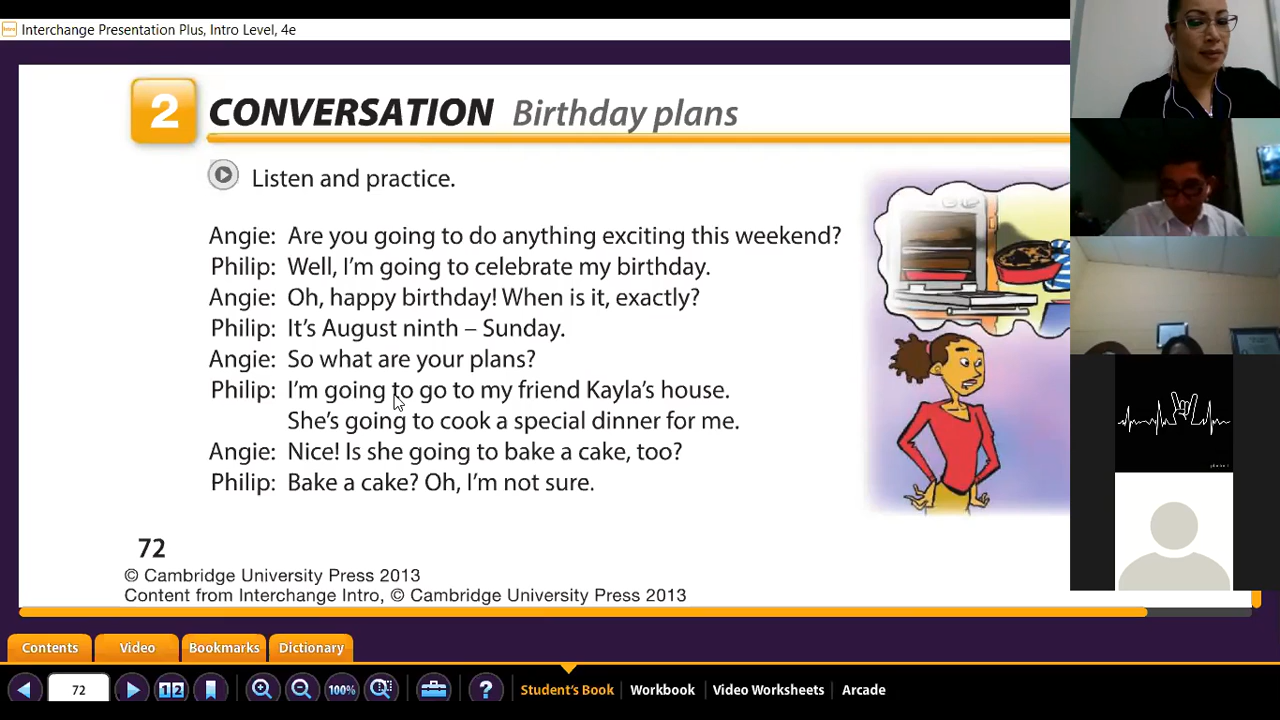 Interchange Presentation Plus, Intro Level, 4e
2 CONVERSATION Birthday plans
Listen and practice.
Angie: Are you going to do anything exciting this weekend?
Philip: Well, I'm going to celebrate my birthday.
Angie: Oh, happy birthday! When is it, exactly?
Philip: It's August ninth – Sunday.
Angie: So what are your plans?
Philip: I'm going to go to my friend Kayla's house.
She's going to cook a special dinner for me.
Angie: Nice! Is she going to bake a cake, too?
Philip: Bake a cake? Oh, I'm not sure.
72
© Cambridge University Press 2013
Content from Interchange Intro, © Cambridge University Press 2013
Contents Video Bookmarks Dictionary
72 12 100% ? Student's Book Workbook Video Worksheets Arcade